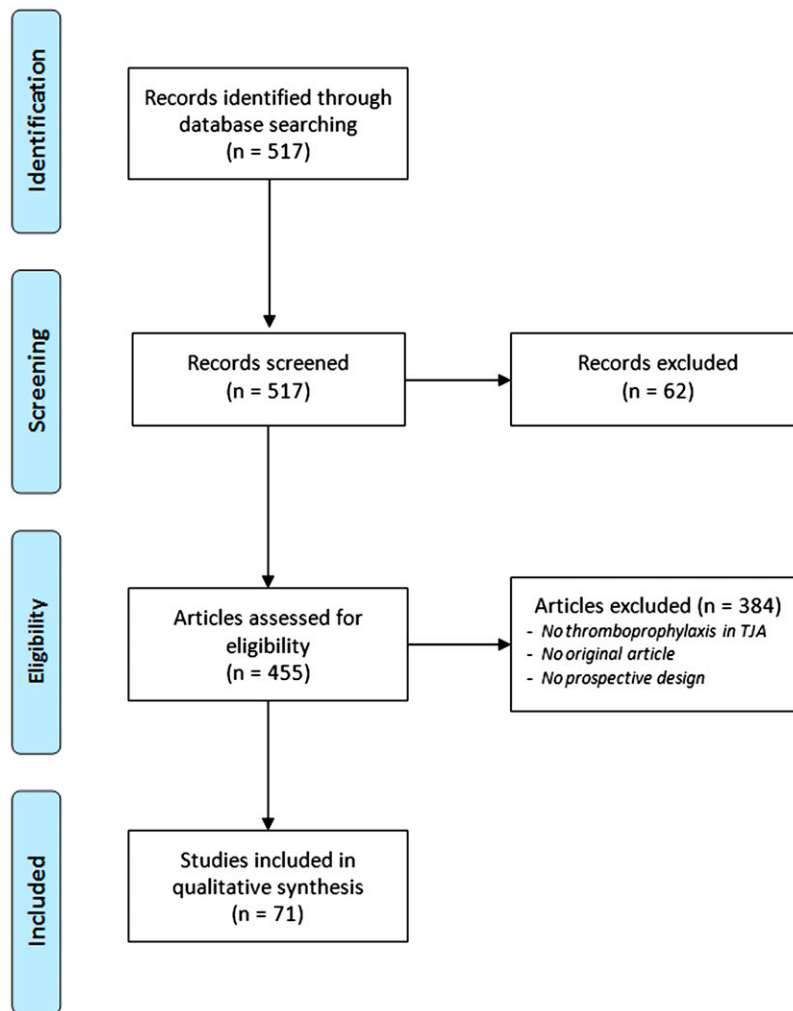 Identification
Records identified through
database searching
(n = 517)
Screening
Records screened
(n = 517)
Records excluded
(n = 62)
Eligibility
Articles assessed for
eligibility
(n = 455)
Articles excluded (n = 384)
- No thromboprophylaxis in TJA
- No original article
- No prospective design
Included
Studies included in
qualitative synthesis
(n = 71)